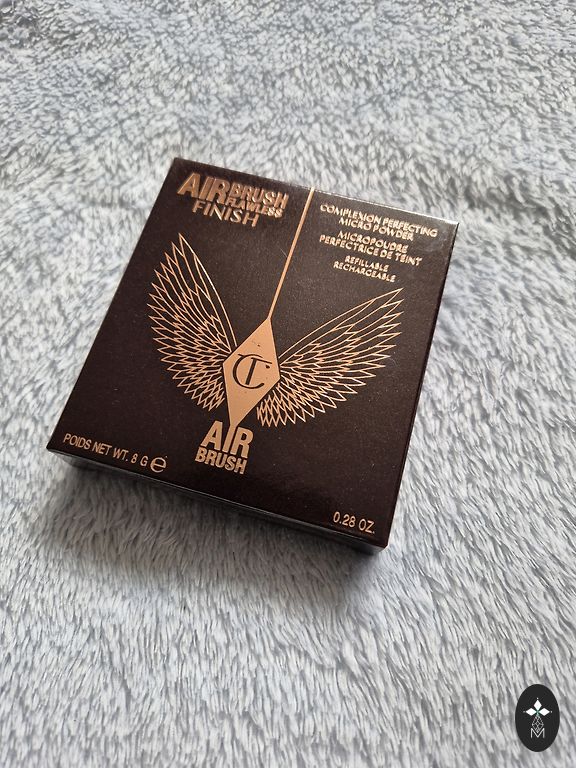 AIRBRUSH
FLAWLESS
FINISH
COMPLEXION PERFECTING
MICRO POWDER
MICROPOUDRE
PERFECTRICE DE TEINT
REFILLABLE
RECHARGEABLE
CT
AIR
BRUSH
POIDS NET WT. 8 G e
0.28 OZ.
M